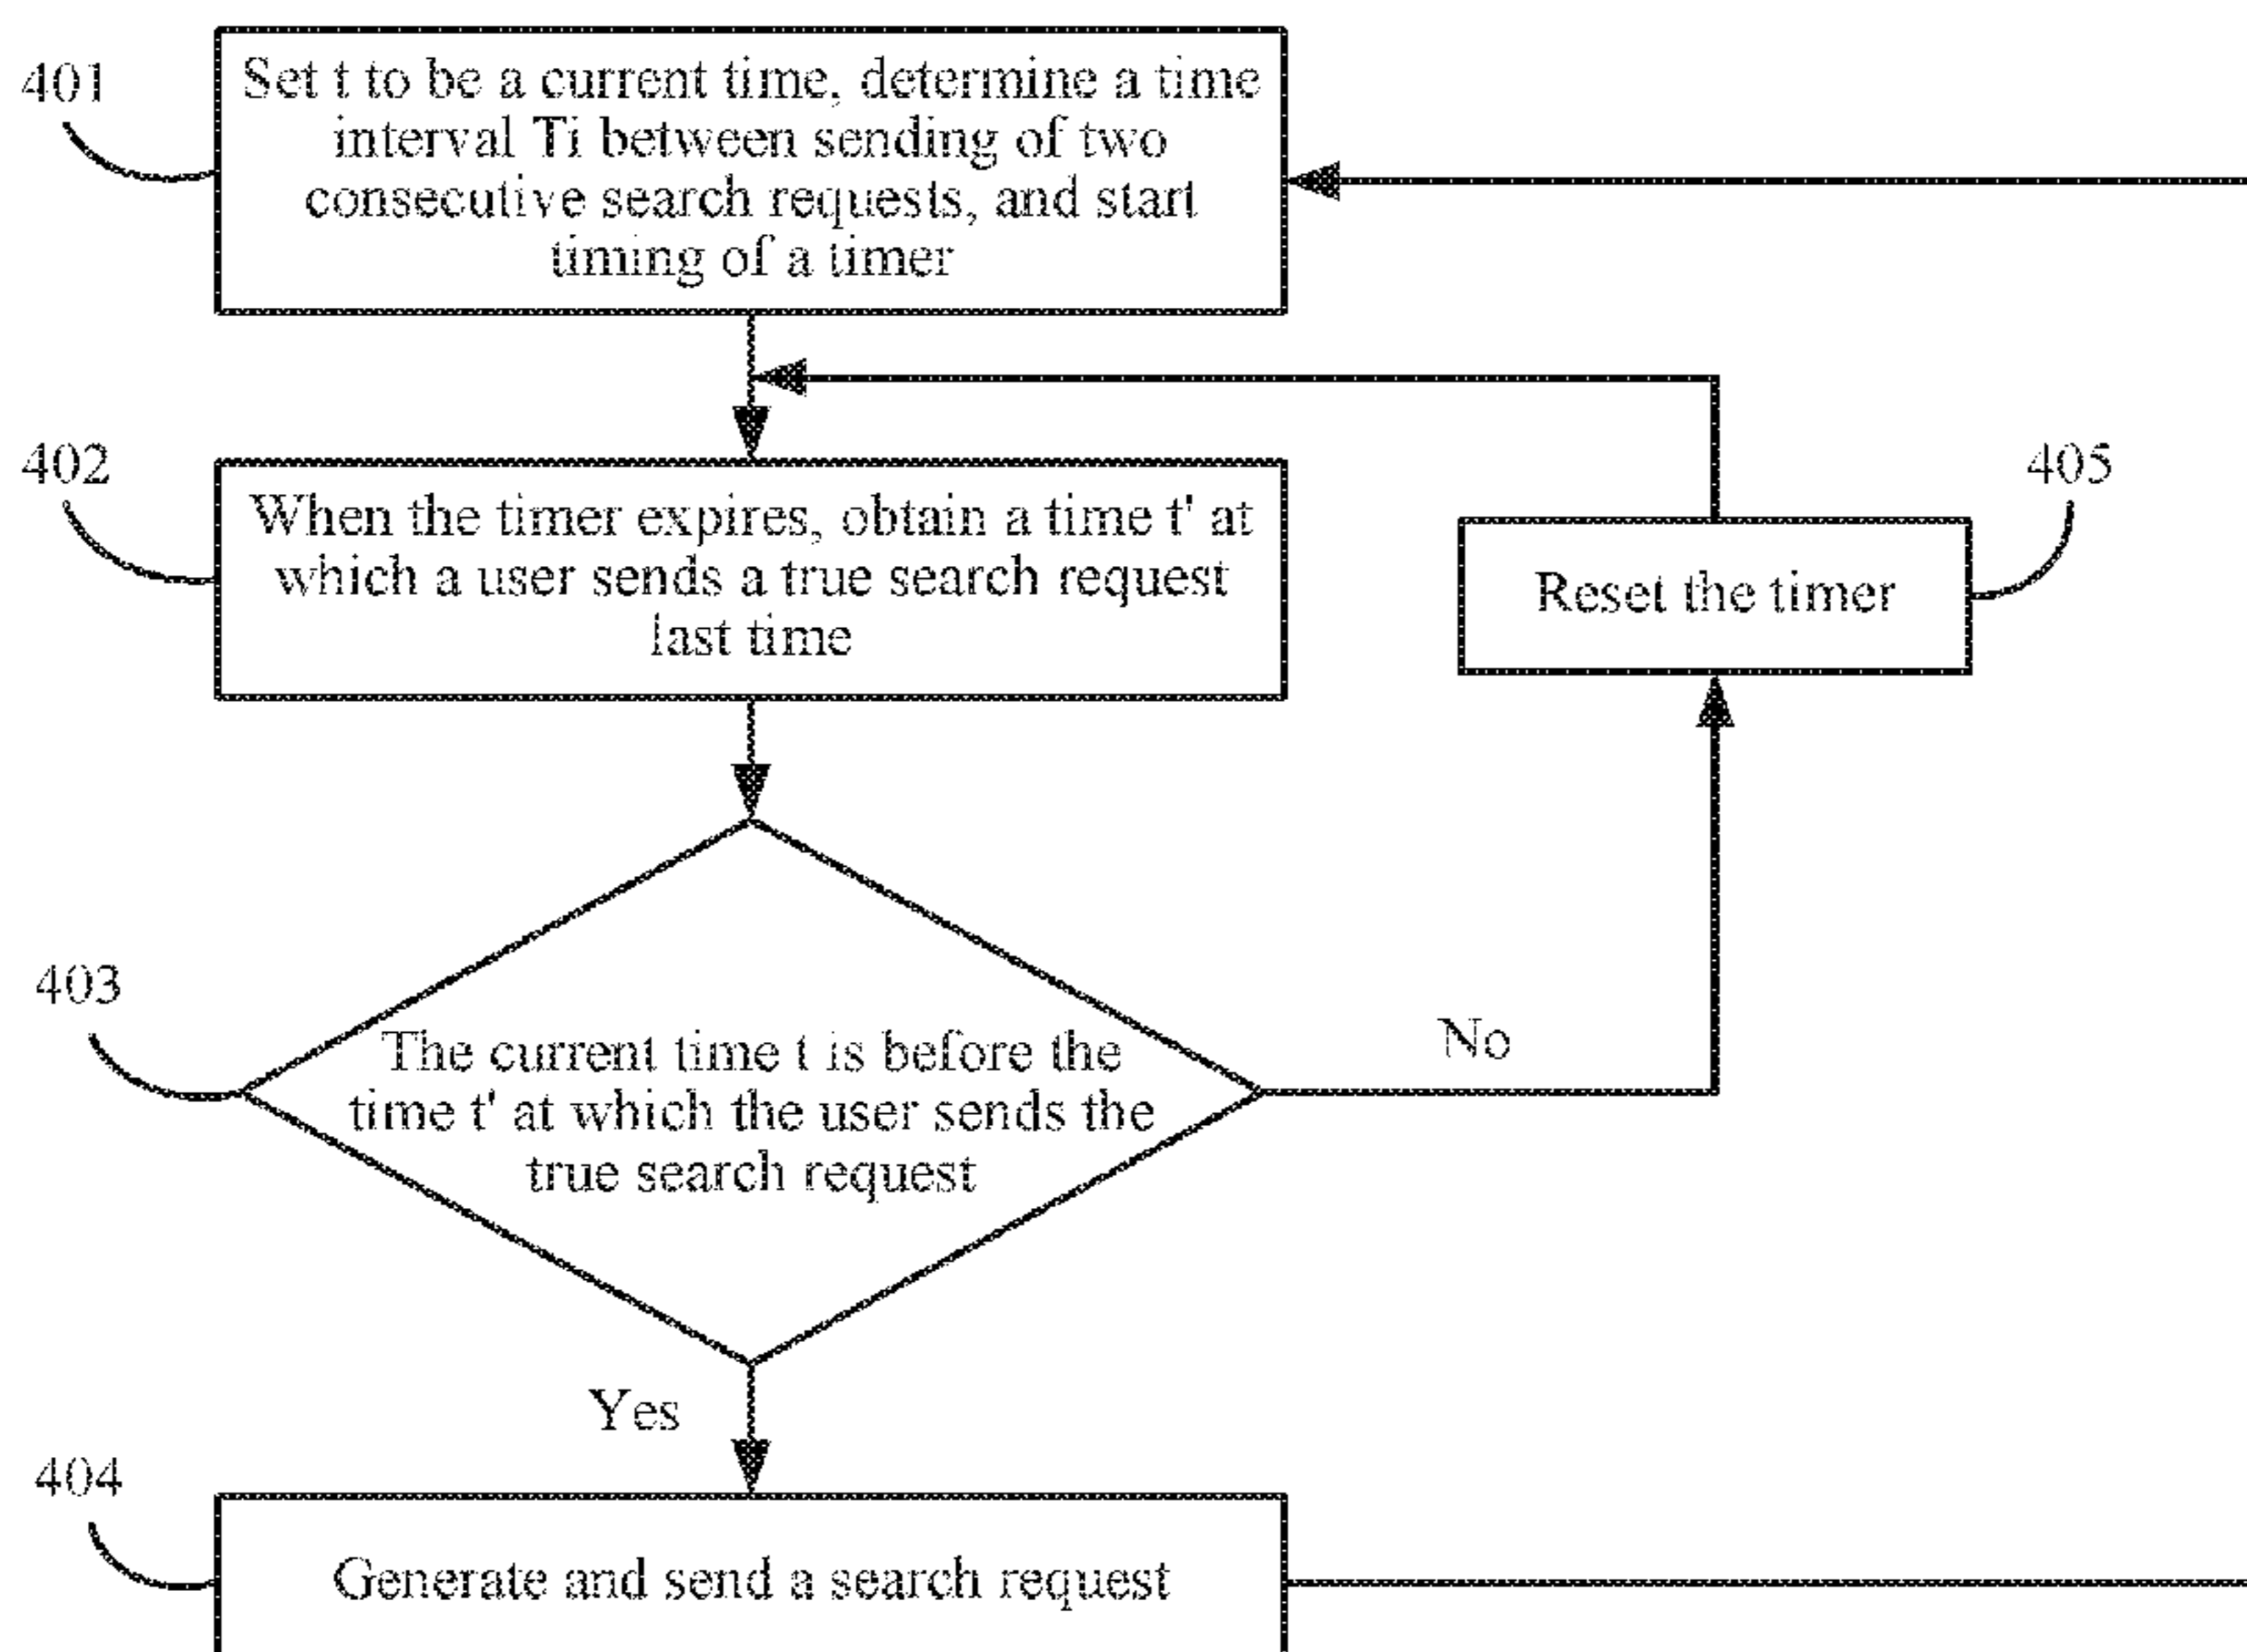 401
Set t to be a current time, determine a time
interval Ti between sending of two
consecutive search requests, and start
timing of a timer
402
When the timer expires, obtain a time t' at
which a user sends a true search request
last time
405
Reset the timer
403
The current time t is before the
time t' at which the user sends the
true search request
No
Yes
404
Generate and send a search request